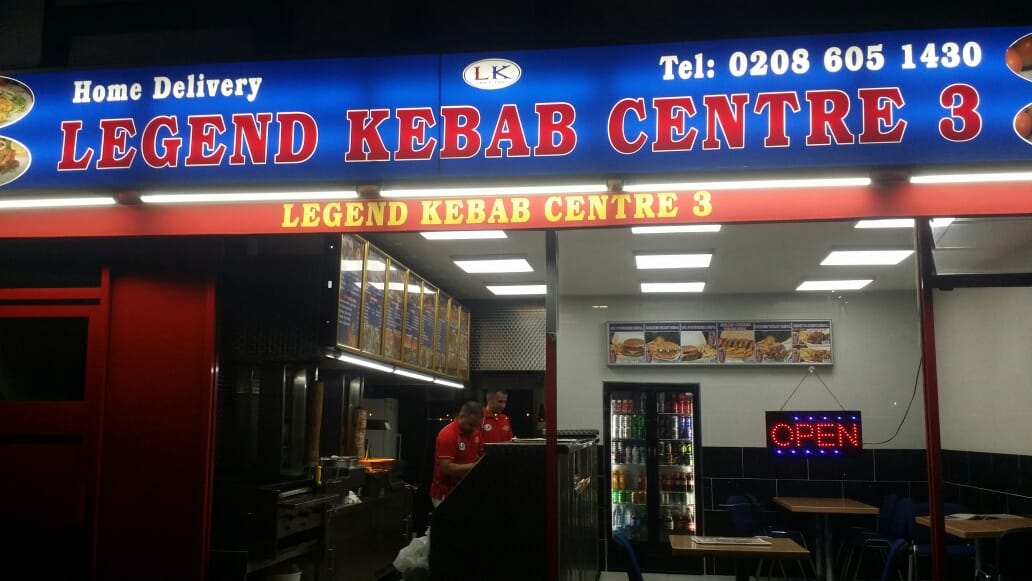 Home Delivery
LK
Tel: 0208 605 1430
LEGEND KEBAB CENTRE 3
LEGEND KEBAB CENTRE 3
OPEN